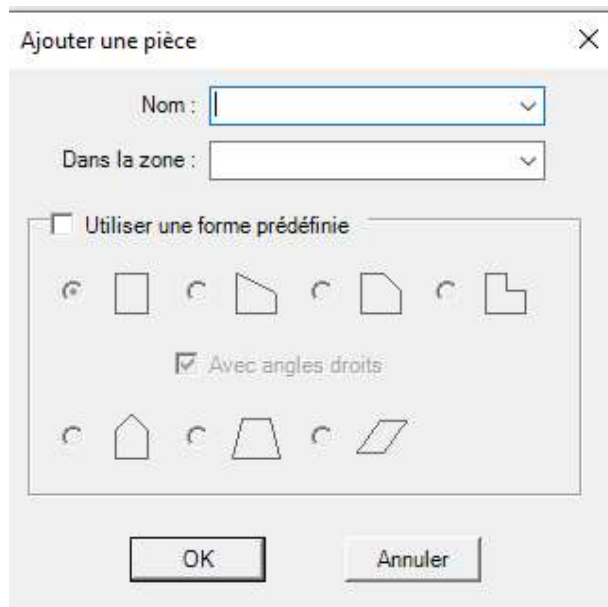 Ajouter une pièce
Nom :
Dans la zone :
Utiliser une forme prédéfinie
Avec angles droits
OK
Annuler